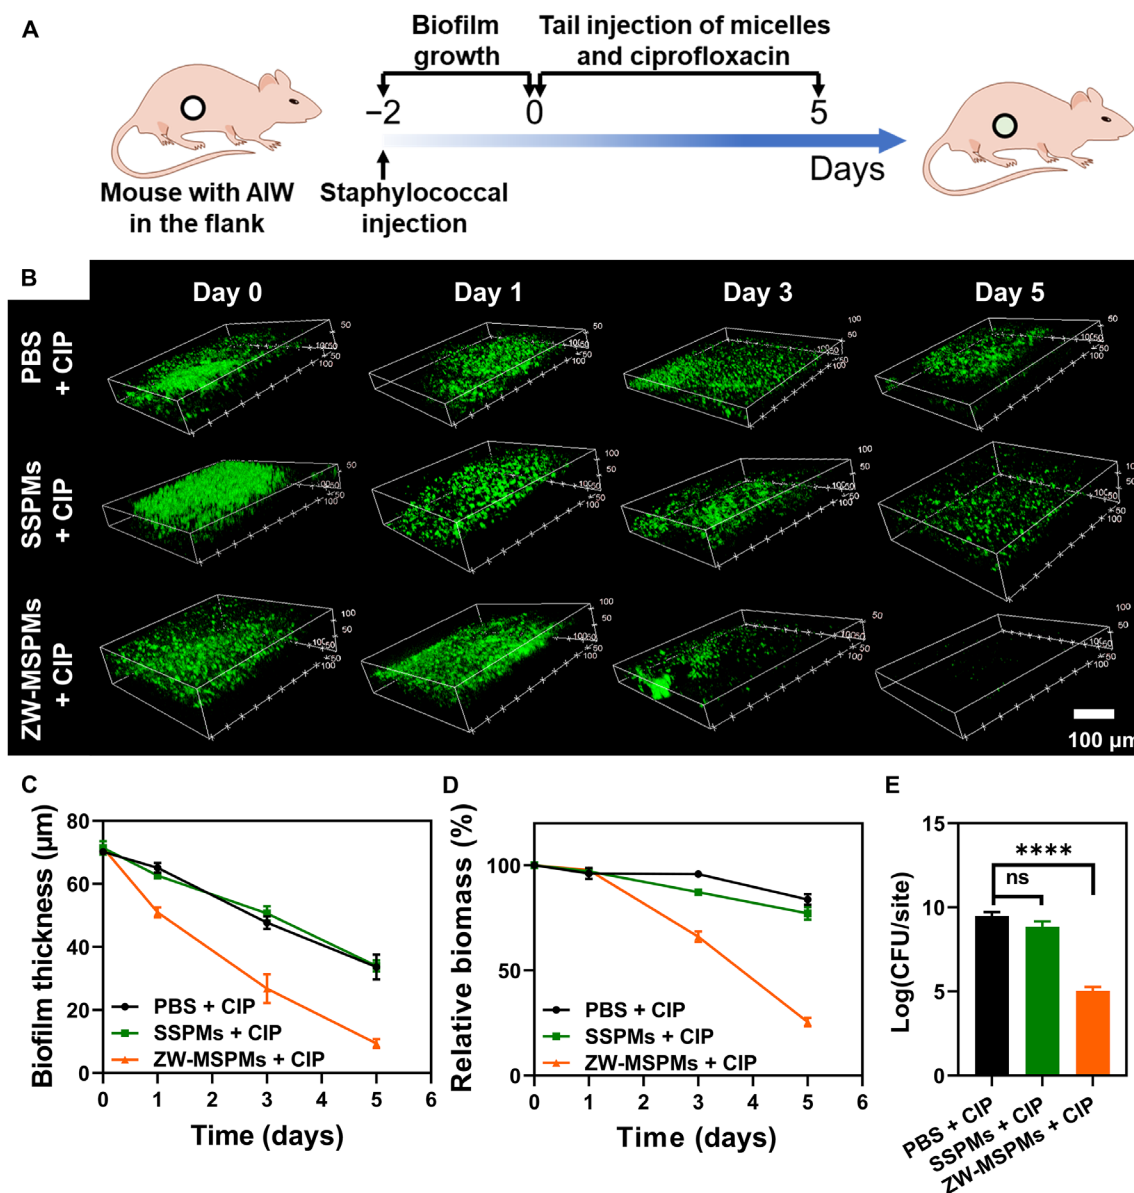 A
Biofilm
growth
Tail injection of micelles
and ciprofloxacin
−2
0
5
Days
Mouse with AIW
in the flank
Staphylococcal
injection
B
Day 0
Day 1
Day 3
Day 5
PBS
+ CIP
SSPMs
+ CIP
ZW-MSPMs
+ CIP
100 μm
C
Biofilm thickness (μm)
80
60
40
20
0
PBS + CIP
SSPMs + CIP
ZW-MSPMs + CIP
0 1 2 3 4 5 6
Time (days)
D
Relative biomass (%)
100
50
0
PBS + CIP
SSPMs + CIP
ZW-MSPMs + CIP
0 1 2 3 4 5 6
Time (days)
E
Log(CFU/site)
15
10
5
0
****
ns
PBS + CIP
SSPMs + CIP
ZW-MSPMs + CIP